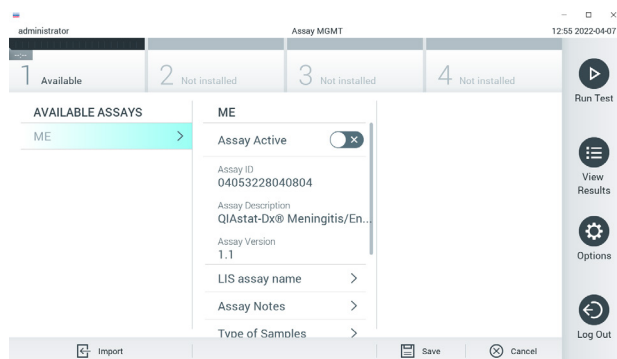 administrator
Assay MGMT
12:55 2022-04-07
--:--
1 Available
2 Not installed
3 Not installed
4 Not installed
Run Test
View
Results
Options
Log Out
AVAILABLE ASSAYS
ME
ME
Assay Active
Assay ID
04053228040804
Assay Description
QIAstat-Dx® Meningitis/En...
Assay Version
1.1
LIS assay name
Assay Notes
Type of Samples
Import
Save
Cancel